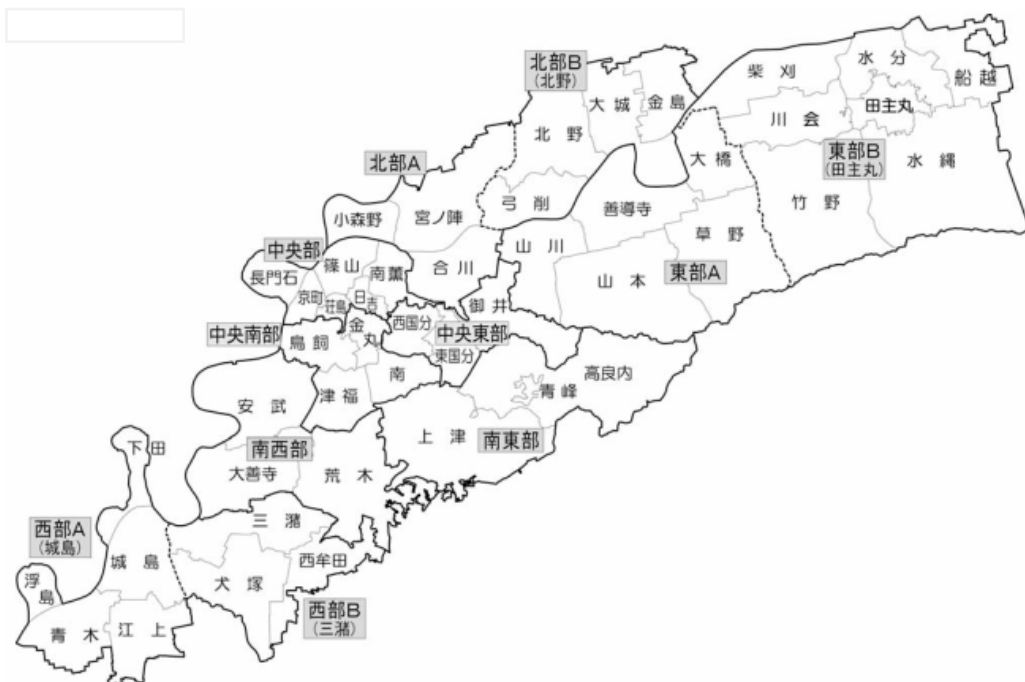 北部B
(北野)
柴刈
水分
船越
大城
金島
田主丸
川会
北野
大橋
東部B
(田主丸)
水縄
北部A
竹野
弓削
善導寺
小森野
宮ノ陣
草野
山川
中央部
篠山
南薫
合川
長門石
山本
東部A
京町
荘島
日吉
御井
西国分
中央南部
金丸
中央東部
鳥飼
東国分
南
高良内
青峰
津福
安武
上津
南東部
下田
南西部
大善寺
荒木
三潴
西部A
(城島)
城島
西牟田
浮島
犬塚
西部B
(三潴)
青木
江上